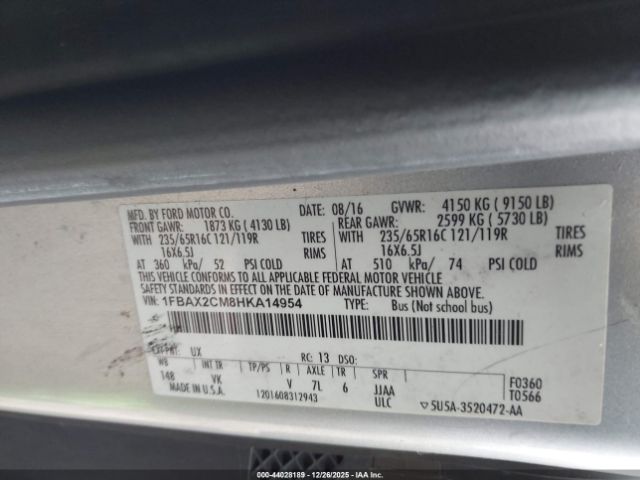 MFD. BY FORD MOTOR CO.
DATE: 08/16 GVWR: 4150 KG ( 9150 LB)
FRONT GAWR: 1873 KG ( 4130 LB) REAR GAWR: 2599 KG ( 5730 LB)
WITH 235/65R16C 121/119R TIRES WITH 235/65R16C 121/119R TIRES
16X6.5J RIMS 16X6.5J RIMS
AT 360 kPa/ 52 PSI COLD AT 510 kPa/ 74 PSI COLD
THIS VEHICLE CONFORMS TO ALL APPLICABLE FEDERAL MOTOR VEHICLE
SAFETY STANDARDS IN EFFECT ON THE DATE OF MANUFACTURE SHOWN ABOVE.
VIN: 1FBAX2CM8HKA14954 TYPE: Bus (Not school bus)
EXT PNT: UX RC: 13 DSO:
WB INT TR TP/PS R AXLE TR SPR
148 VK V 7L 6 JJAA F0360
MADE IN U.S.A. 1201608312943 ULC T0566
5U5A-3520472-AA
000-44028189 - 12/26/2025 - IAA Inc.